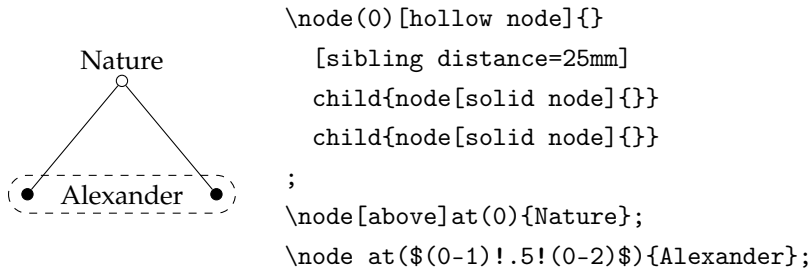 Nature
Alexander
\node(0)[hollow node]{}
[sibling distance=25mm]
child{node[solid node]{}}
child{node[solid node]{}}
;
\node[above]at(0){Nature};
\node at($(0-1)!.5!(0-2)$){Alexander};